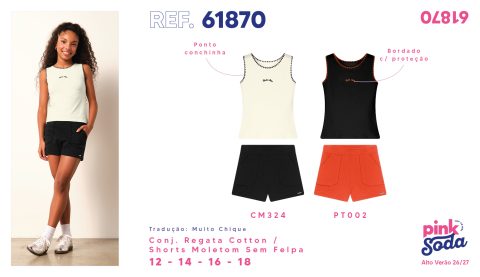 REF. 61870
61870
Ponto
conchinha
Bordado
c/ proteção
CM324
PT002
Tradução: Muito Chique
Conj. Regata Cotton /
Shorts Moletom Sem Felpa
12 - 14 - 16 - 18
pink
Soda
Alto Verão 26/27